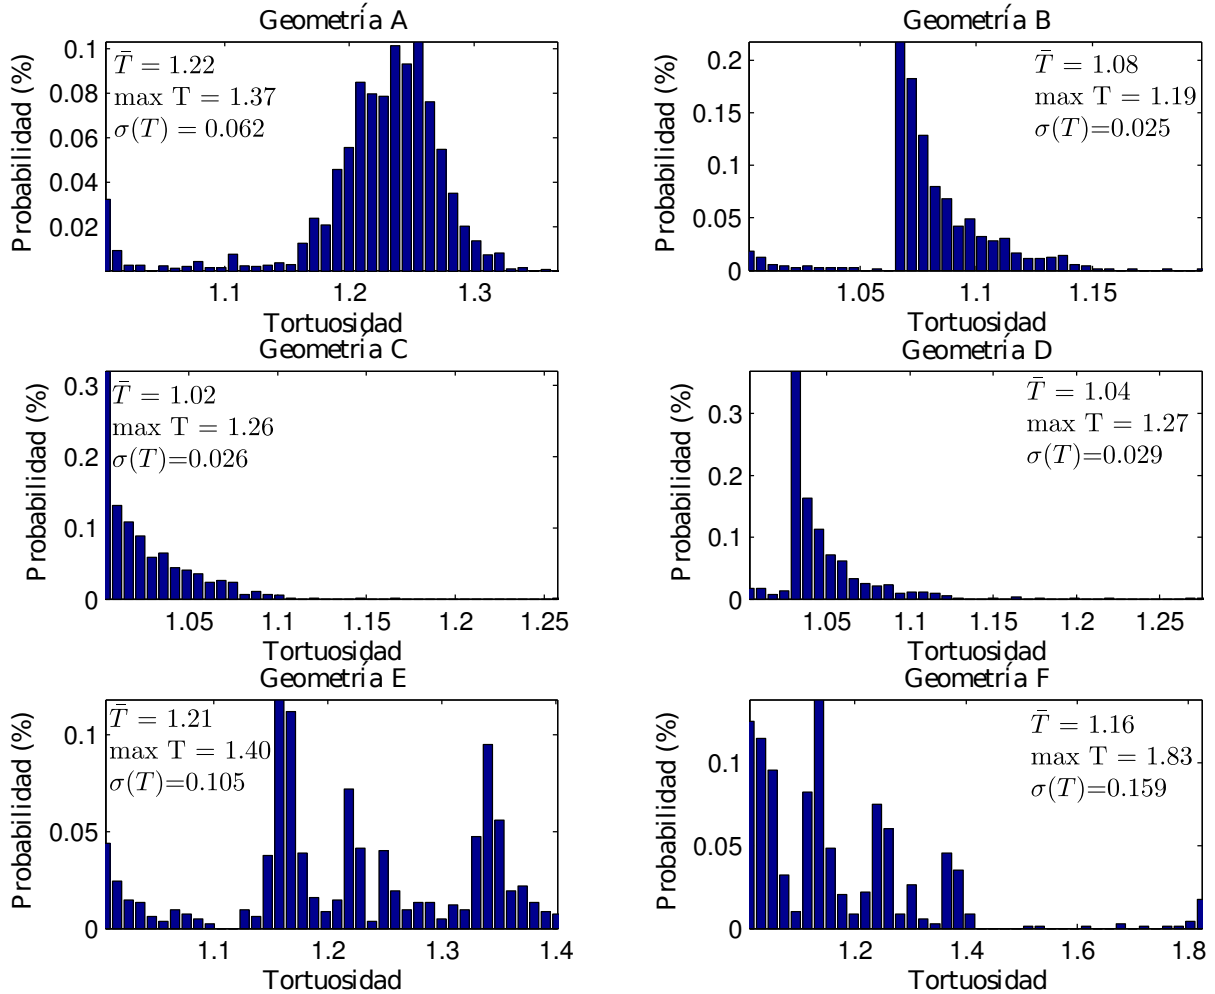 Geometría A
Probabilidad (%)
0.1
0.08
0.06
0.04
0.02
T̄ = 1.22
max T = 1.37
σ(T) = 0.062
1.1 1.2 1.3
Tortuosidad
Geometría B
Probabilidad (%)
0.2
0.15
0.1
0.05
0
T̄ = 1.08
max T = 1.19
σ(T)=0.025
1.05 1.1 1.15
Tortuosidad
Geometría C
Probabilidad (%)
0.3
0.2
0.1
0
T̄ = 1.02
max T = 1.26
σ(T)=0.026
1.05 1.1 1.15 1.2 1.25
Tortuosidad
Geometría D
Probabilidad (%)
0.3
0.2
0.1
0
T̄ = 1.04
max T = 1.27
σ(T)=0.029
1.05 1.1 1.15 1.2 1.25
Tortuosidad
Geometría E
Probabilidad (%)
0.1
0.05
0
T̄ = 1.21
max T = 1.40
σ(T)=0.105
1.1 1.2 1.3 1.4
Tortuosidad
Geometría F
Probabilidad (%)
0.1
0.05
0
T̄ = 1.16
max T = 1.83
σ(T)=0.159
1.2 1.4 1.6 1.8
Tortuosidad